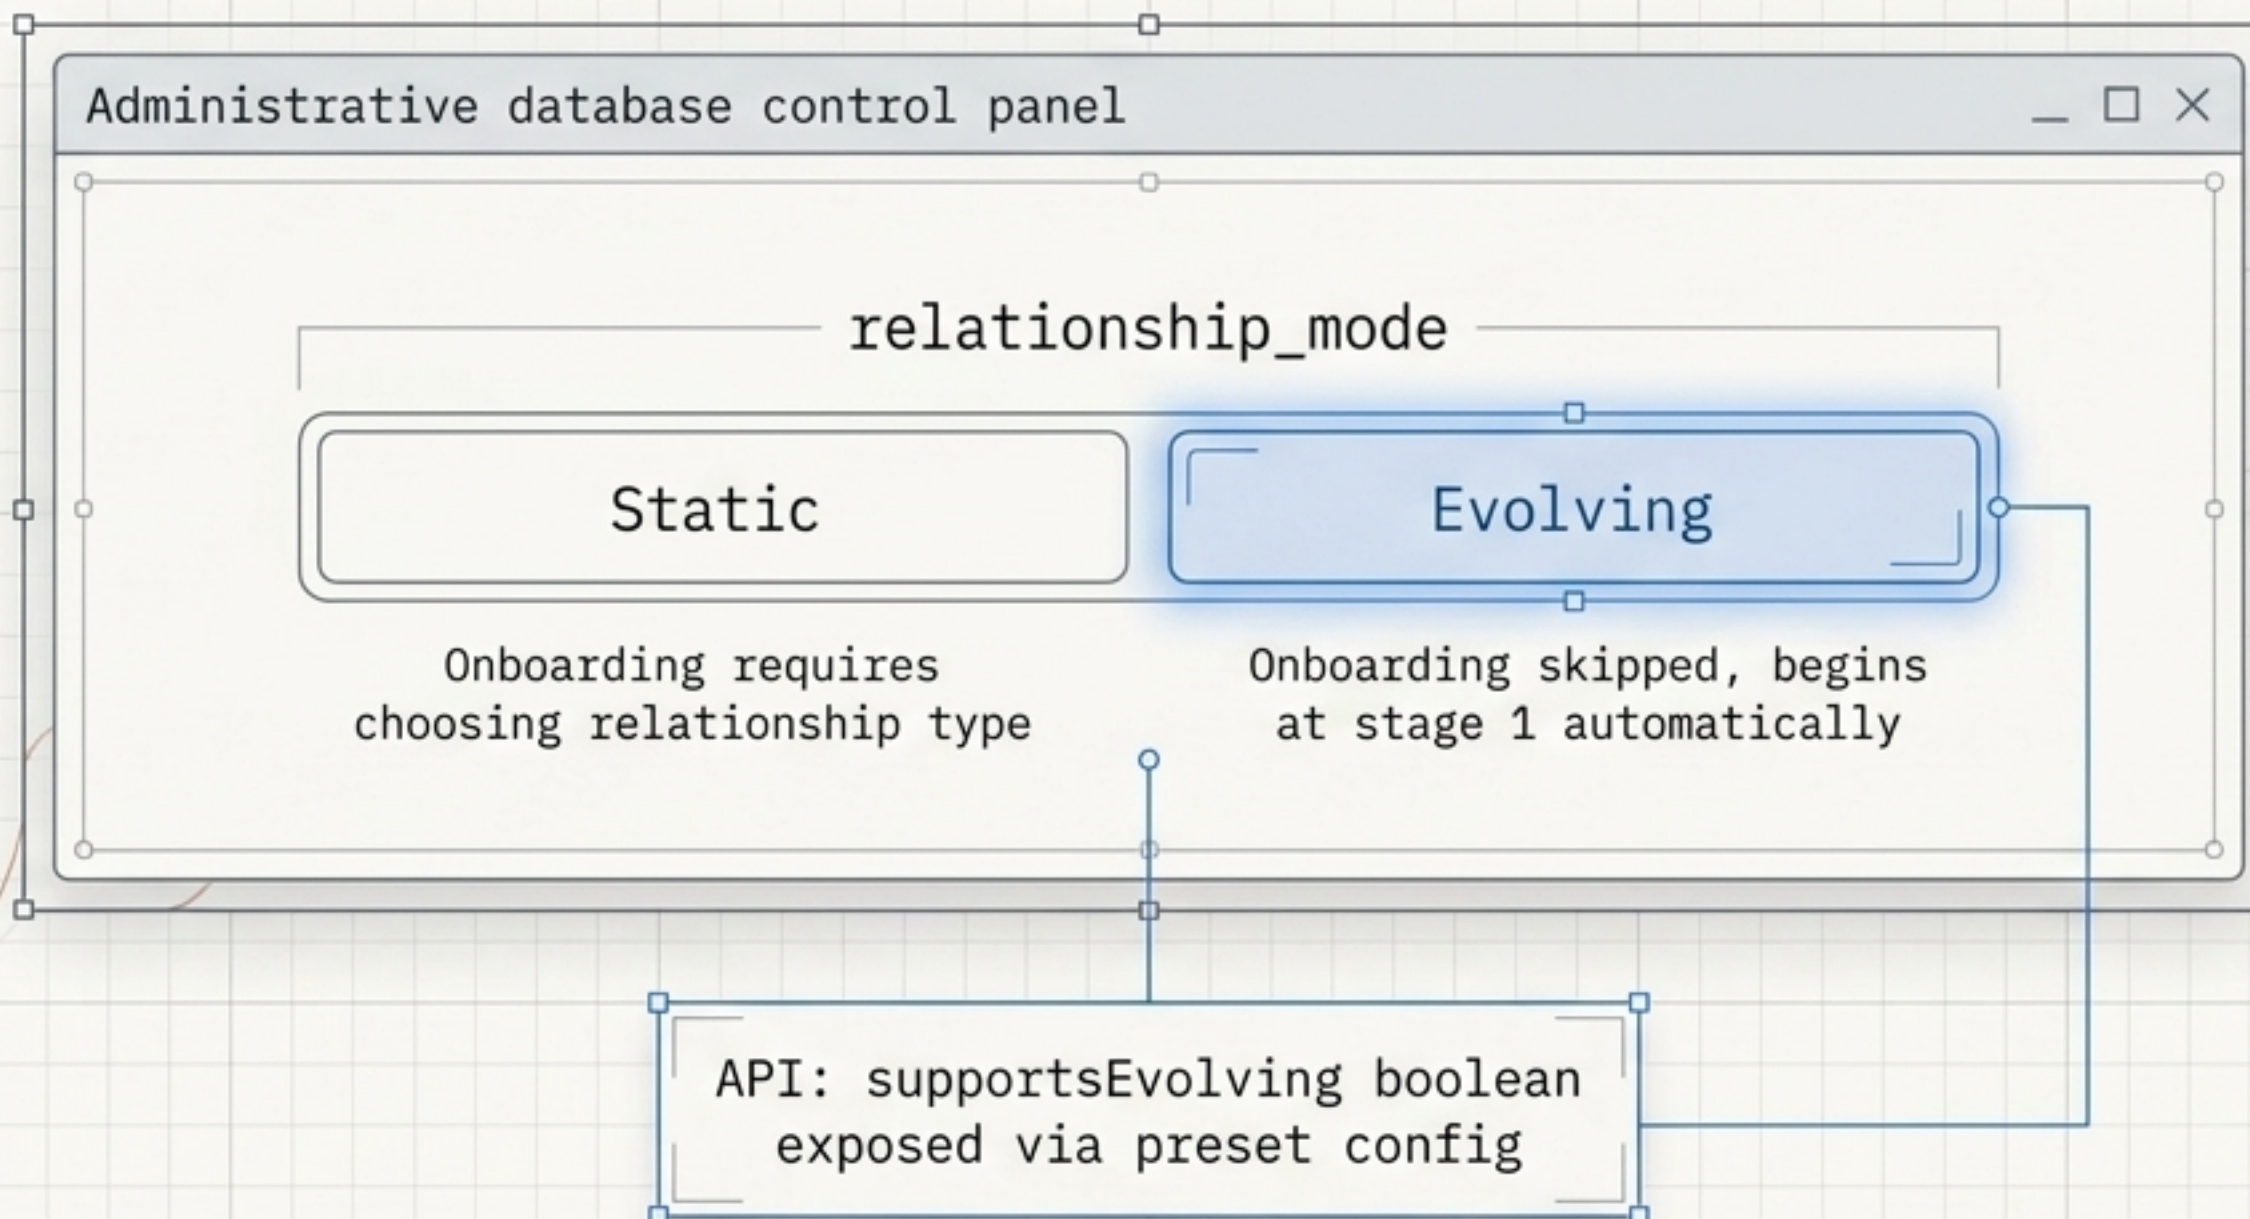 Administrative database control panel
relationship_mode
Static
Evolving
Onboarding requires
choosing relationship type
Onboarding skipped, begins
at stage 1 automatically
API: supportsEvolving boolean
exposed via preset config